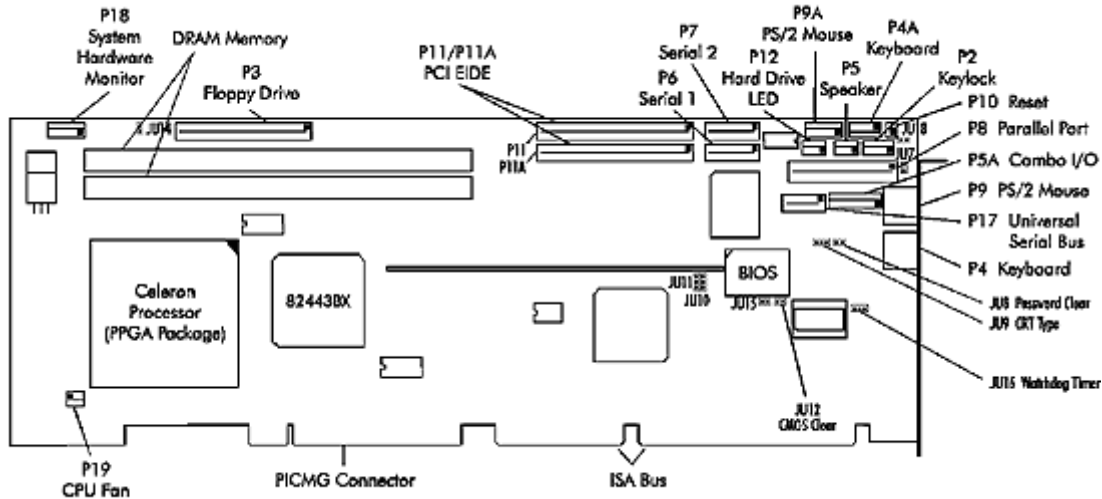 P18
System
Hardware
Monitor
DRAM Memory
P3
Floppy Drive
P11/P11A
PCI EIDE
P7
Serial 2
P6
Serial 1
P9A
PS/2 Mouse
P12
Hard Drive
LED
P4A
Keyboard
P5
Speaker
P2
Keylock
P10 Reset
P8 Parallel Port
P5A Combo I/O
P9 PS/2 Mouse
P17 Universal
Serial Bus
P4 Keyboard
JU8 Password Clear
JU9 CRT Type
JU16 Watchdog Timer
P11
P11A
JU7
Celeron
Processor
(PPGA Package)
82443BX
BIOS
JU11
JU10
JU15
JU12
CMOS Clear
P19
CPU Fan
PICMG Connector
ISA Bus